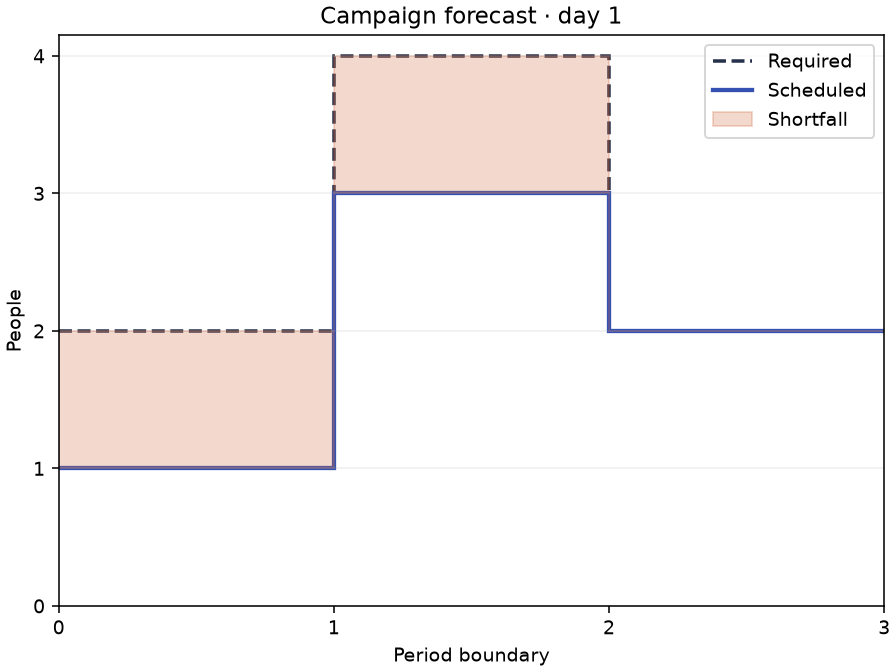 Campaign forecast · day 1
Required
Scheduled
Shortfall
People
4
3
2
1
0
0 1 2 3
Period boundary